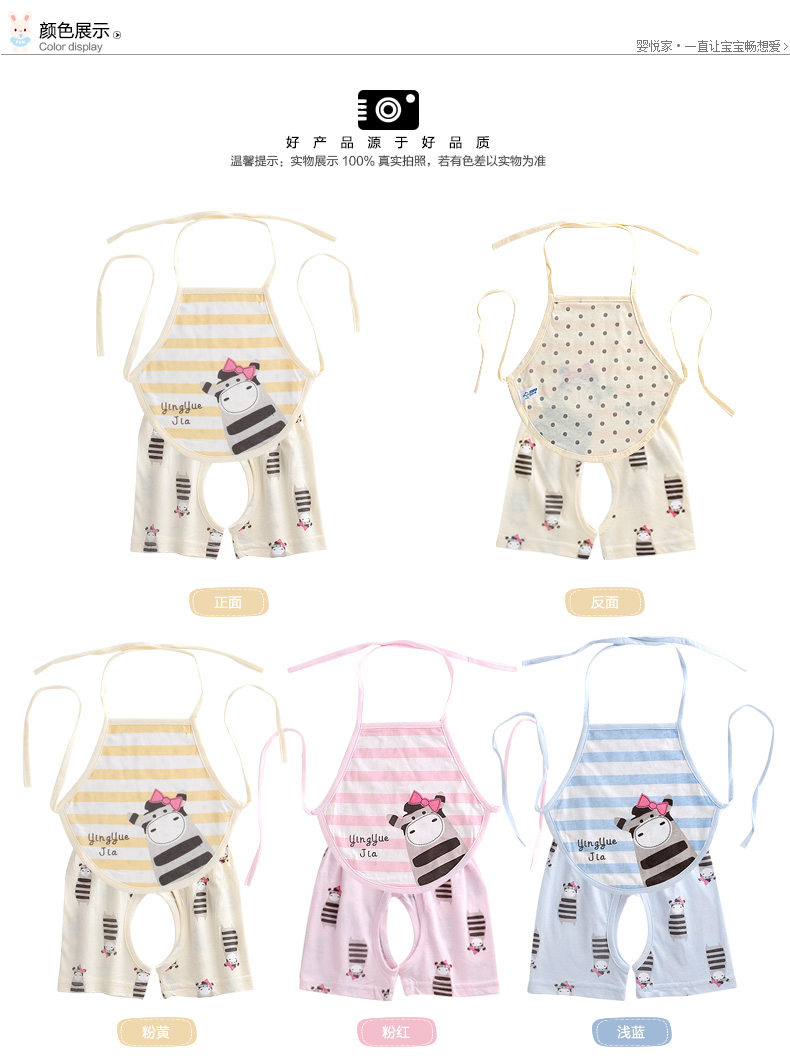 颜色展示
Color display
婴悦家·一直让宝宝畅想爱
好产品源于好品质
温馨提示：实物展示 100% 真实拍照，若有色差以实物为准
YingYue
Jia
正面
反面
YingYue
Jia
YingYue
Jia
YingYue
Jia
粉黄
粉红
浅蓝